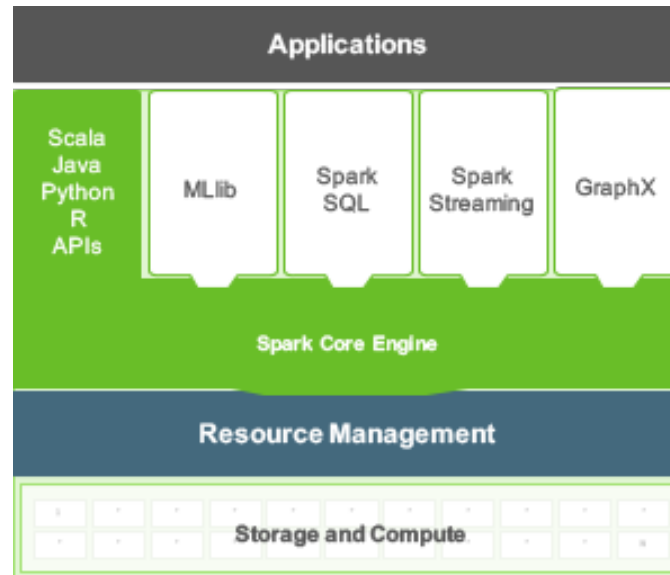 Applications
Scala
Java
Python
R
APIs
MLlib
Spark
SQL
Spark
Streaming
GraphX
Spark Core Engine
Resource Management
Storage and Compute